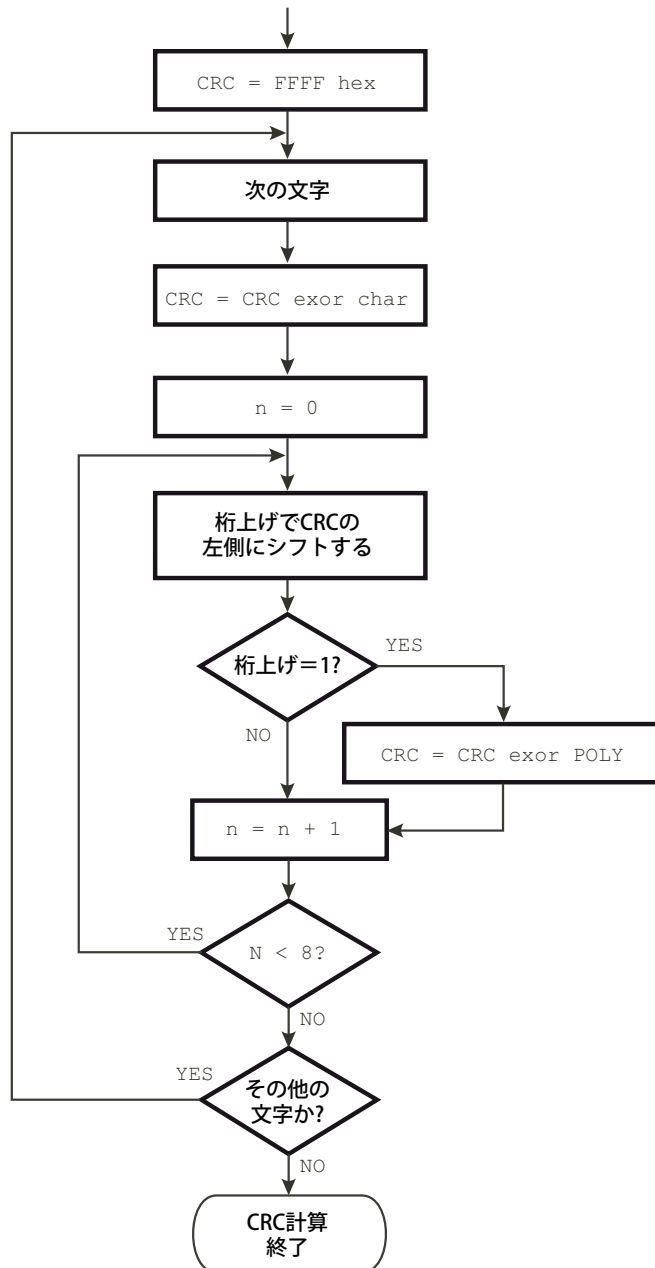 CRC = FFFF hex
次の文字
CRC = CRC exor char
n = 0
桁上げでCRCの
左側にシフトする
桁上げ＝1?
YES
NO
CRC = CRC exor POLY
n = n + 1
YES
N < 8?
NO
YES
その他の
文字か?
NO
CRC計算
終了